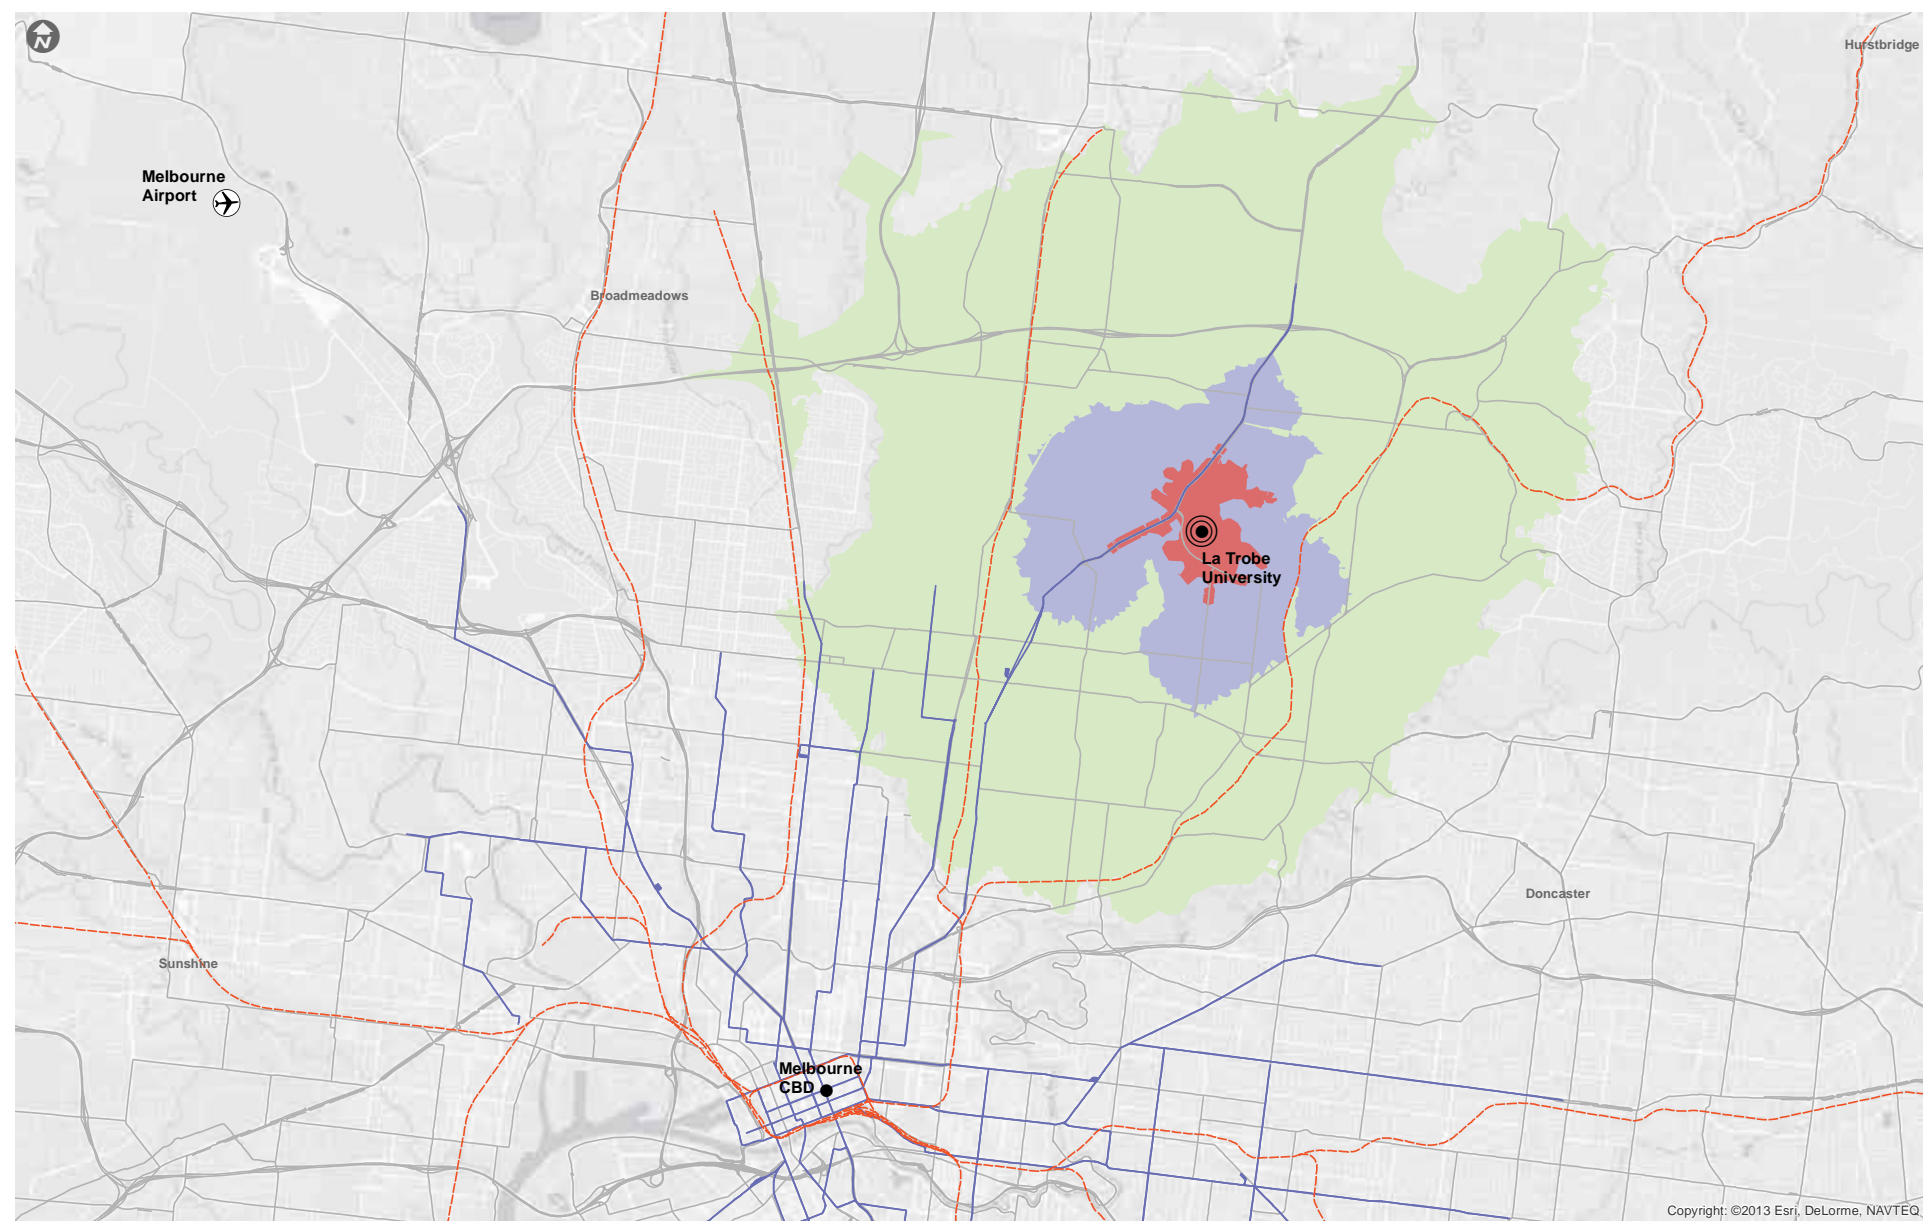 N
Hurstbridge
Melbourne
Airport
Broadmeadows
La Trobe
University
Doncaster
Sunshine
Melbourne
CBD
Copyright: ©2013 Esri, DeLorme, NAVTEQ